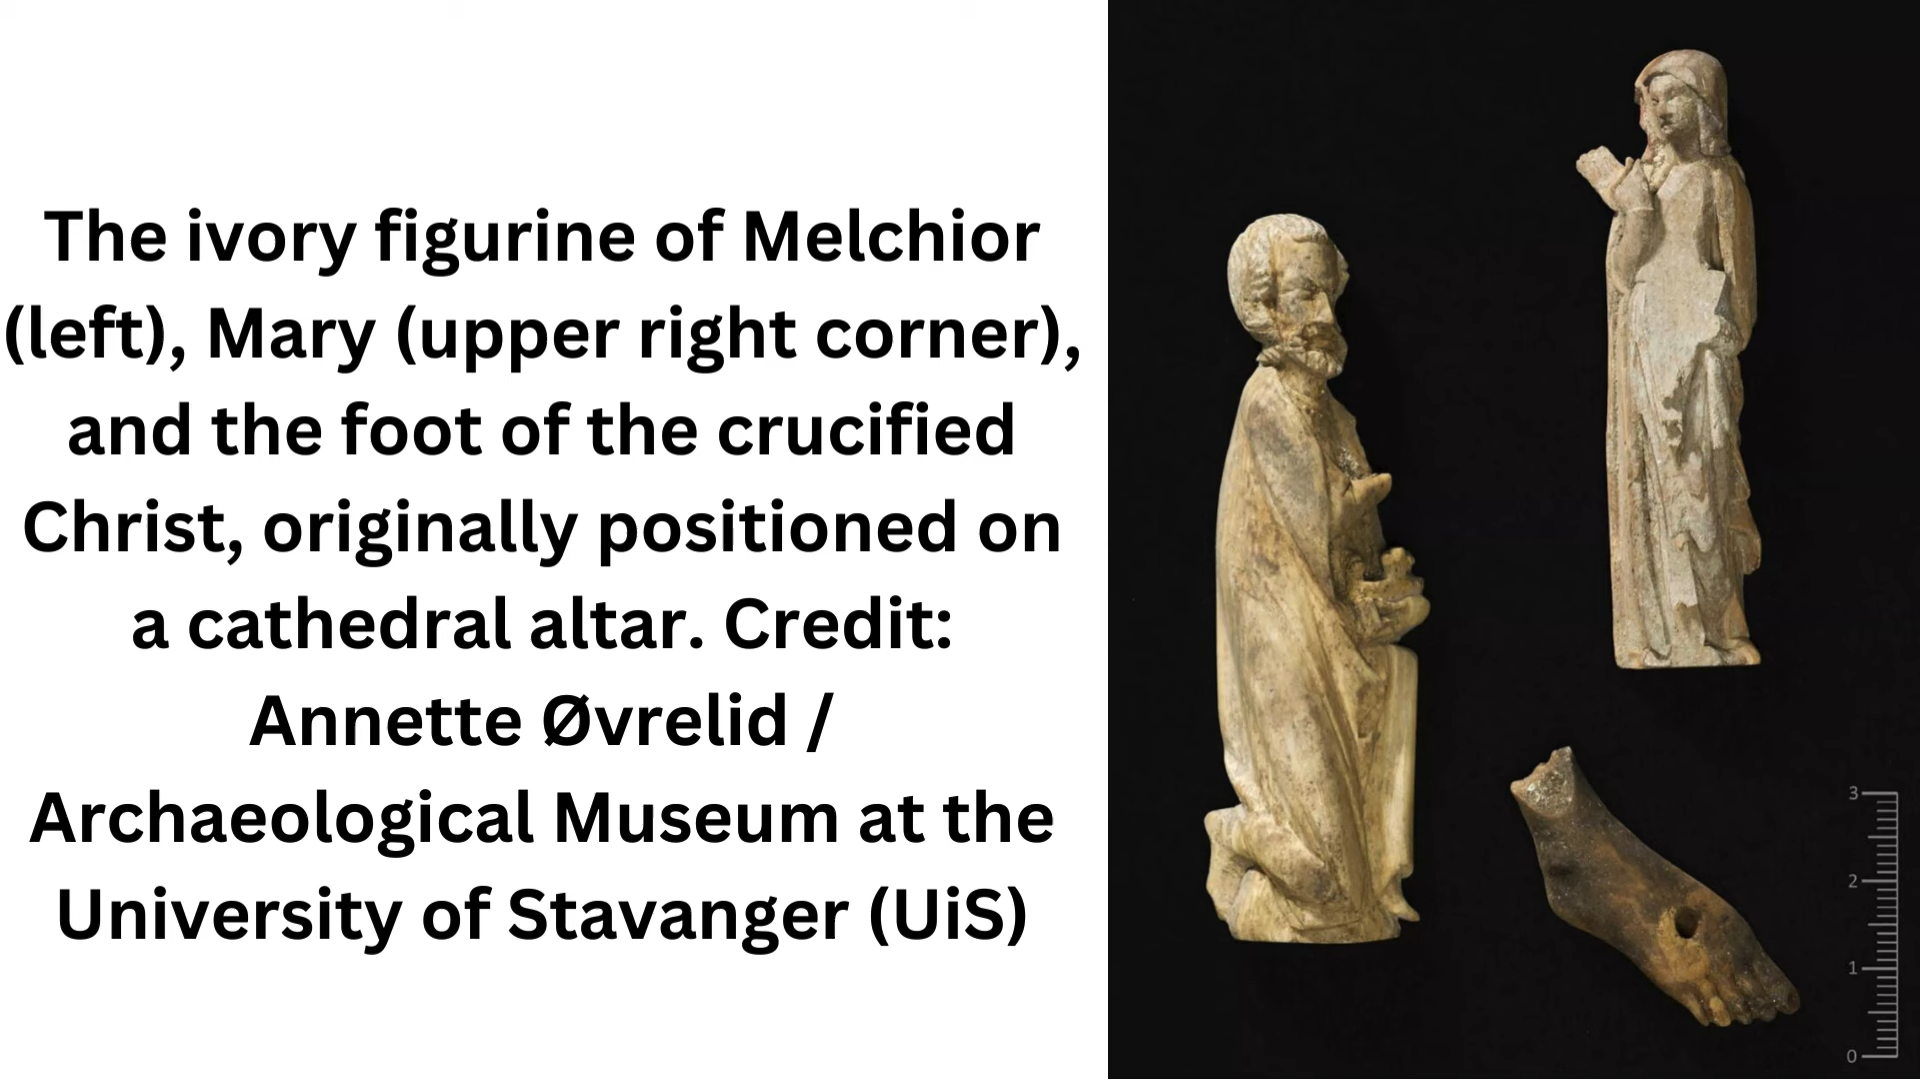 The ivory figurine of Melchior
(left), Mary (upper right corner),
and the foot of the crucified
Christ, originally positioned on
a cathedral altar. Credit:
Annette Øvrelid /
Archaeological Museum at the
University of Stavanger (UiS)
3
2
1
0